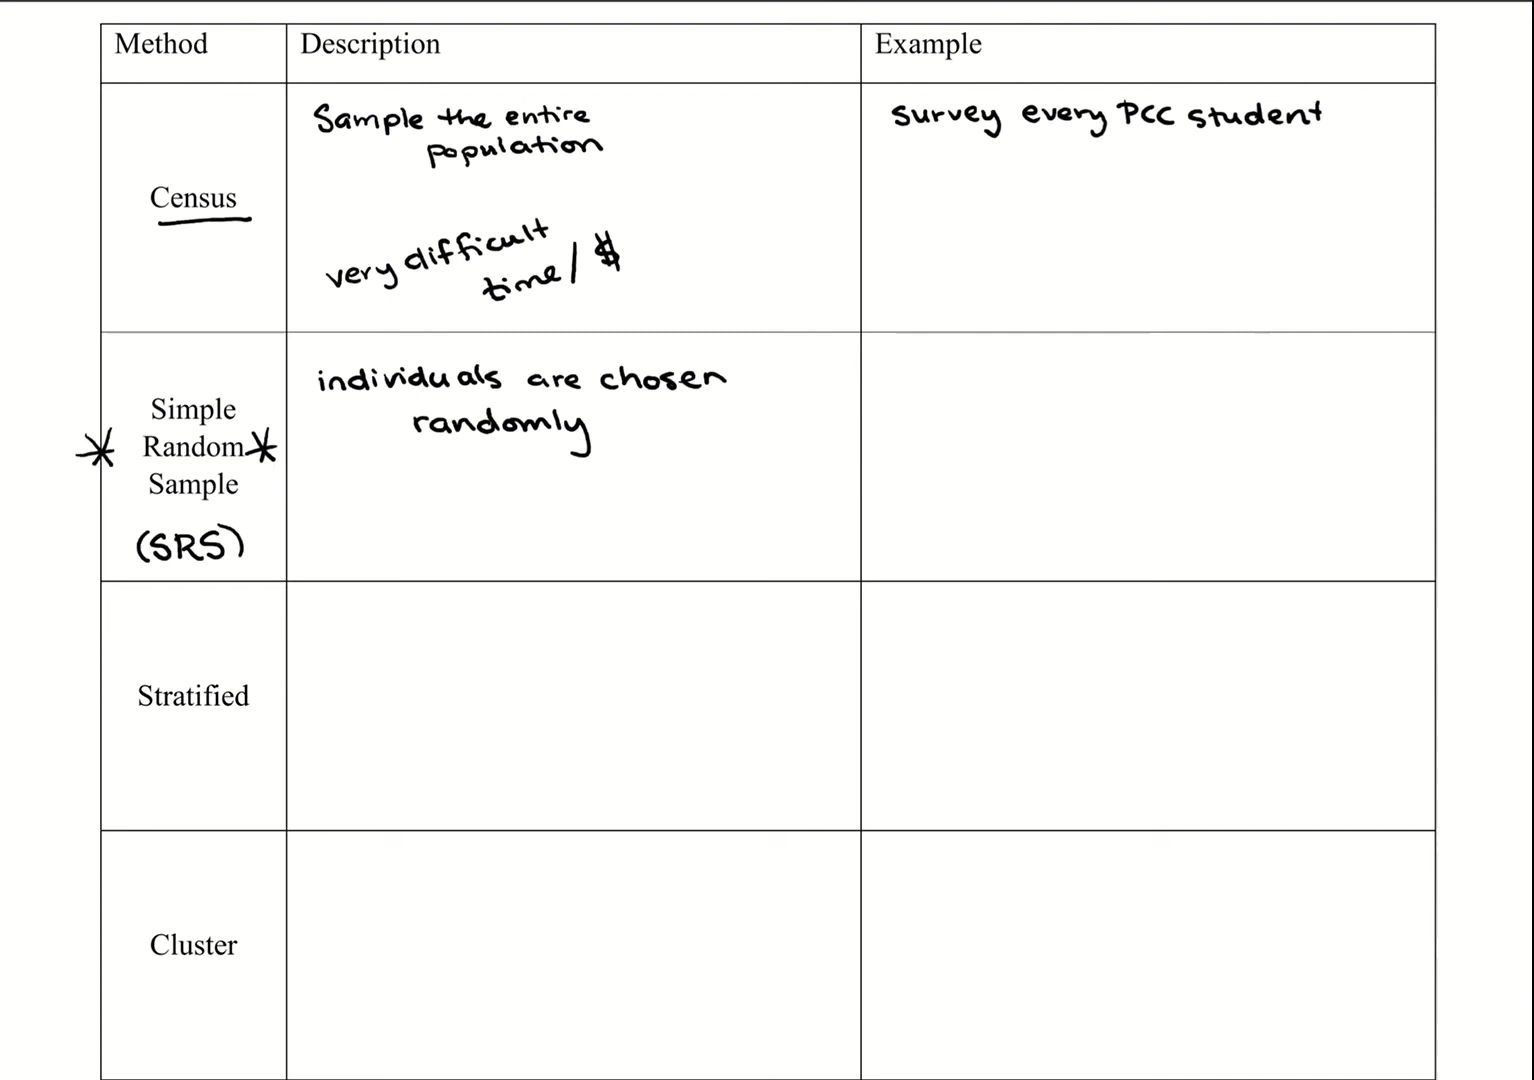 Method
Description
Example
Census
Sample the entire
population
very difficult
time / $
survey every PCC student
Simple
* Random *
Sample
(SRS)
individuals are chosen
randomly
Stratified
Cluster